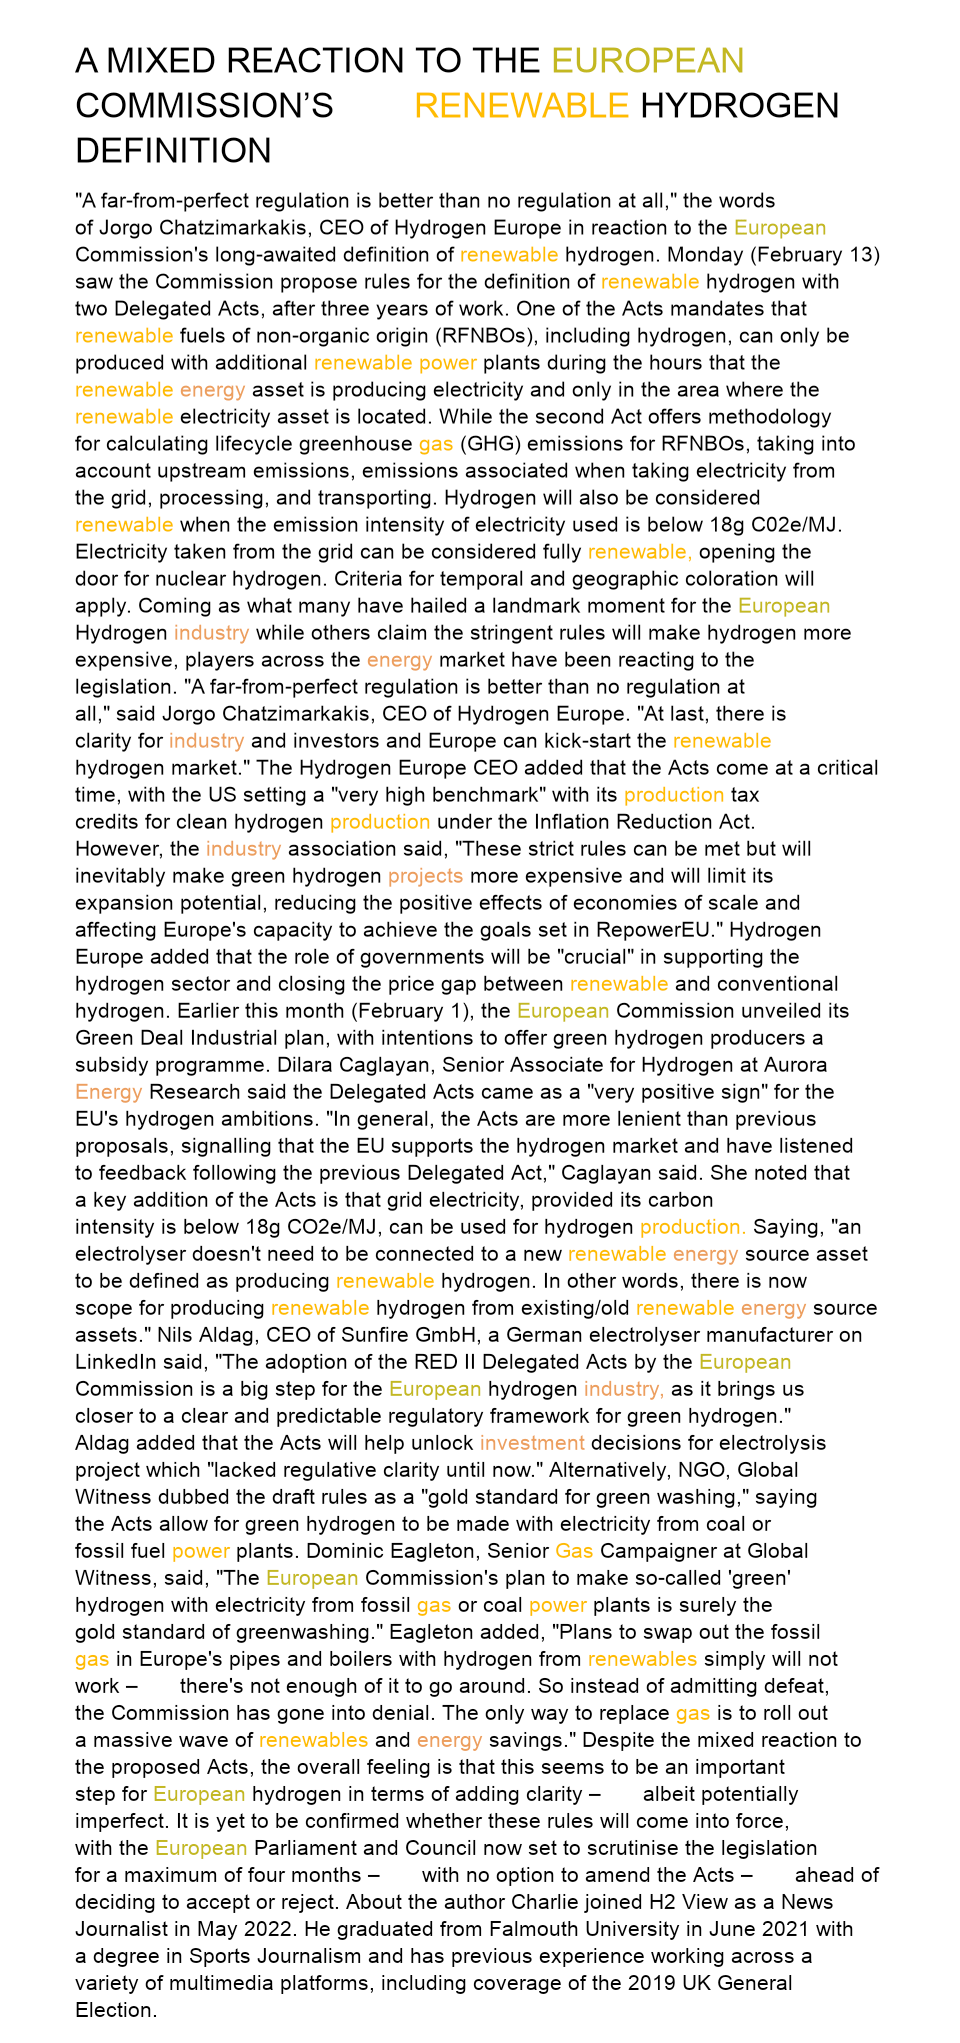 A MIXED REACTION TO THE EUROPEAN
COMMISSION’S RENEWABLE HYDROGEN
DEFINITION
"A far-from-perfect regulation is better than no regulation at all," the words
of Jorgo Chatzimarkakis, CEO of Hydrogen Europe in reaction to the European
Commission's long-awaited definition of renewable hydrogen. Monday (February 13)
saw the Commission propose rules for the definition of renewable hydrogen with
two Delegated Acts, after three years of work. One of the Acts mandates that
renewable fuels of non-organic origin (RFNBOs), including hydrogen, can only be
produced with additional renewable power plants during the hours that the
renewable energy asset is producing electricity and only in the area where the
renewable electricity asset is located. While the second Act offers methodology
for calculating lifecycle greenhouse gas (GHG) emissions for RFNBOs, taking into
account upstream emissions, emissions associated when taking electricity from
the grid, processing, and transporting. Hydrogen will also be considered
renewable when the emission intensity of electricity used is below 18g C02e/MJ.
Electricity taken from the grid can be considered fully renewable, opening the
door for nuclear hydrogen. Criteria for temporal and geographic coloration will
apply. Coming as what many have hailed a landmark moment for the European
Hydrogen industry while others claim the stringent rules will make hydrogen more
expensive, players across the energy market have been reacting to the
legislation. "A far-from-perfect regulation is better than no regulation at
all," said Jorgo Chatzimarkakis, CEO of Hydrogen Europe. "At last, there is
clarity for industry and investors and Europe can kick-start the renewable
hydrogen market." The Hydrogen Europe CEO added that the Acts come at a critical
time, with the US setting a "very high benchmark" with its production tax
credits for clean hydrogen production under the Inflation Reduction Act.
However, the industry association said, "These strict rules can be met but will
inevitably make green hydrogen projects more expensive and will limit its
expansion potential, reducing the positive effects of economies of scale and
affecting Europe's capacity to achieve the goals set in RepowerEU." Hydrogen
Europe added that the role of governments will be "crucial" in supporting the
hydrogen sector and closing the price gap between renewable and conventional
hydrogen. Earlier this month (February 1), the European Commission unveiled its
Green Deal Industrial plan, with intentions to offer green hydrogen producers a
subsidy programme. Dilara Caglayan, Senior Associate for Hydrogen at Aurora
Energy Research said the Delegated Acts came as a "very positive sign" for the
EU's hydrogen ambitions. "In general, the Acts are more lenient than previous
proposals, signalling that the EU supports the hydrogen market and have listened
to feedback following the previous Delegated Act," Caglayan said. She noted that
a key addition of the Acts is that grid electricity, provided its carbon
intensity is below 18g CO2e/MJ, can be used for hydrogen production. Saying, "an
electrolyser doesn't need to be connected to a new renewable energy source asset
to be defined as producing renewable hydrogen. In other words, there is now
scope for producing renewable hydrogen from existing/old renewable energy source
assets." Nils Aldag, CEO of Sunfire GmbH, a German electrolyser manufacturer on
LinkedIn said, "The adoption of the RED II Delegated Acts by the European
Commission is a big step for the European hydrogen industry, as it brings us
closer to a clear and predictable regulatory framework for green hydrogen."
Aldag added that the Acts will help unlock investment decisions for electrolysis
project which "lacked regulative clarity until now." Alternatively, NGO, Global
Witness dubbed the draft rules as a "gold standard for green washing," saying
the Acts allow for green hydrogen to be made with electricity from coal or
fossil fuel power plants. Dominic Eagleton, Senior Gas Campaigner at Global
Witness, said, "The European Commission's plan to make so-called 'green'
hydrogen with electricity from fossil gas or coal power plants is surely the
gold standard of greenwashing." Eagleton added, "Plans to swap out the fossil
gas in Europe's pipes and boilers with hydrogen from renewables simply will not
work – there's not enough of it to go around. So instead of admitting defeat,
the Commission has gone into denial. The only way to replace gas is to roll out
a massive wave of renewables and energy savings." Despite the mixed reaction to
the proposed Acts, the overall feeling is that this seems to be an important
step for European hydrogen in terms of adding clarity – albeit potentially
imperfect. It is yet to be confirmed whether these rules will come into force,
with the European Parliament and Council now set to scrutinise the legislation
for a maximum of four months – with no option to amend the Acts – ahead of
deciding to accept or reject. About the author Charlie joined H2 View as a News
Journalist in May 2022. He graduated from Falmouth University in June 2021 with
a degree in Sports Journalism and has previous experience working across a
variety of multimedia platforms, including coverage of the 2019 UK General
Election.